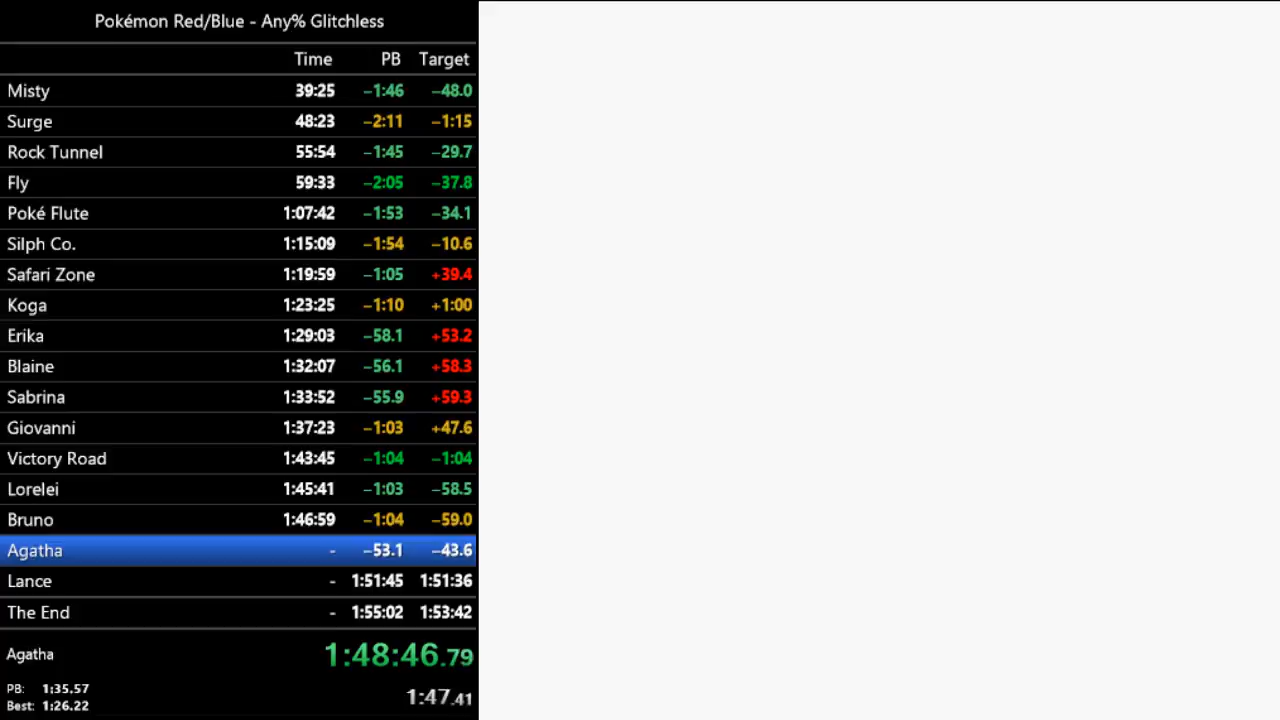 Pokémon Red/Blue - Any% Glitchless
Time PB Target
Misty 39:25 −1:46 −48.0
Surge 48:23 −2:11 −1:15
Rock Tunnel 55:54 −1:45 −29.7
Fly 59:33 −2:05 −37.8
Poké Flute 1:07:42 −1:53 −34.1
Silph Co. 1:15:09 −1:54 −10.6
Safari Zone 1:19:59 −1:05 +39.4
Koga 1:23:25 −1:10 +1:00
Erika 1:29:03 −58.1 +53.2
Blaine 1:32:07 −56.1 +58.3
Sabrina 1:33:52 −55.9 +59.3
Giovanni 1:37:23 −1:03 +47.6
Victory Road 1:43:45 −1:04 −1:04
Lorelei 1:45:41 −1:03 −58.5
Bruno 1:46:59 −1:04 −59.0
Agatha - −53.1 −43.6
Lance - 1:51:45 1:51:36
The End - 1:55:02 1:53:42
Agatha 1:48:46.79
PB: 1:35.57
Best: 1:26.22 1:47.41